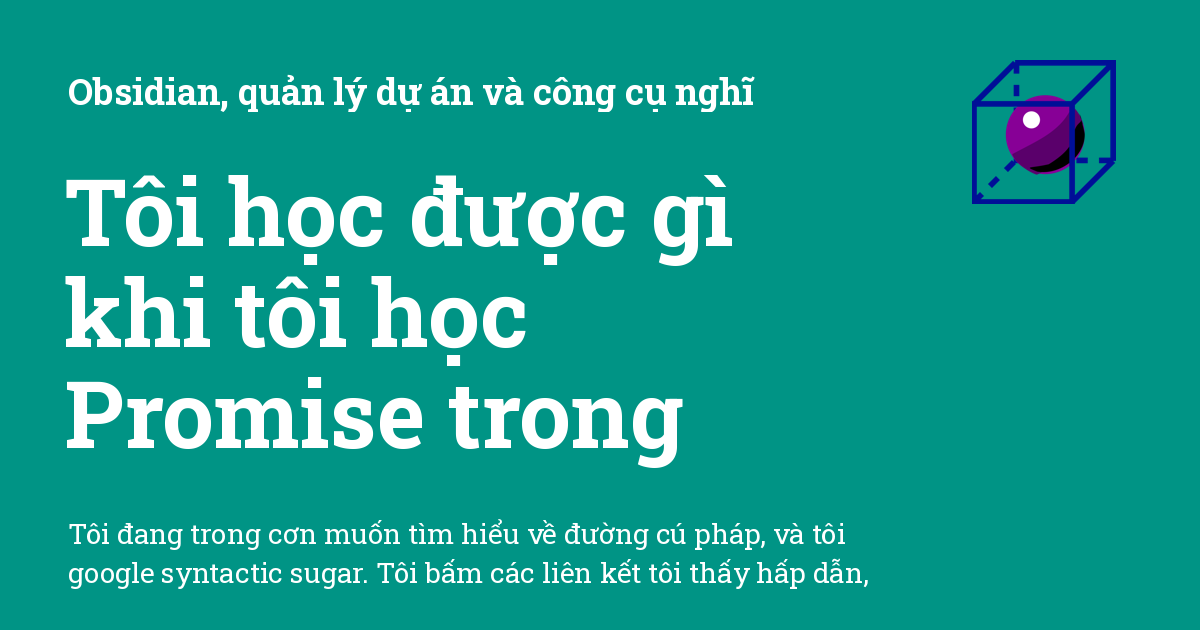 Obsidian, quản lý dự án và công cụ nghĩ
Tôi học được gì
khi tôi học
Promise trong
Tôi đang trong cơn muốn tìm hiểu về đường cú pháp, và tôi
google syntactic sugar. Tôi bấm các liên kết tôi thấy hấp dẫn,